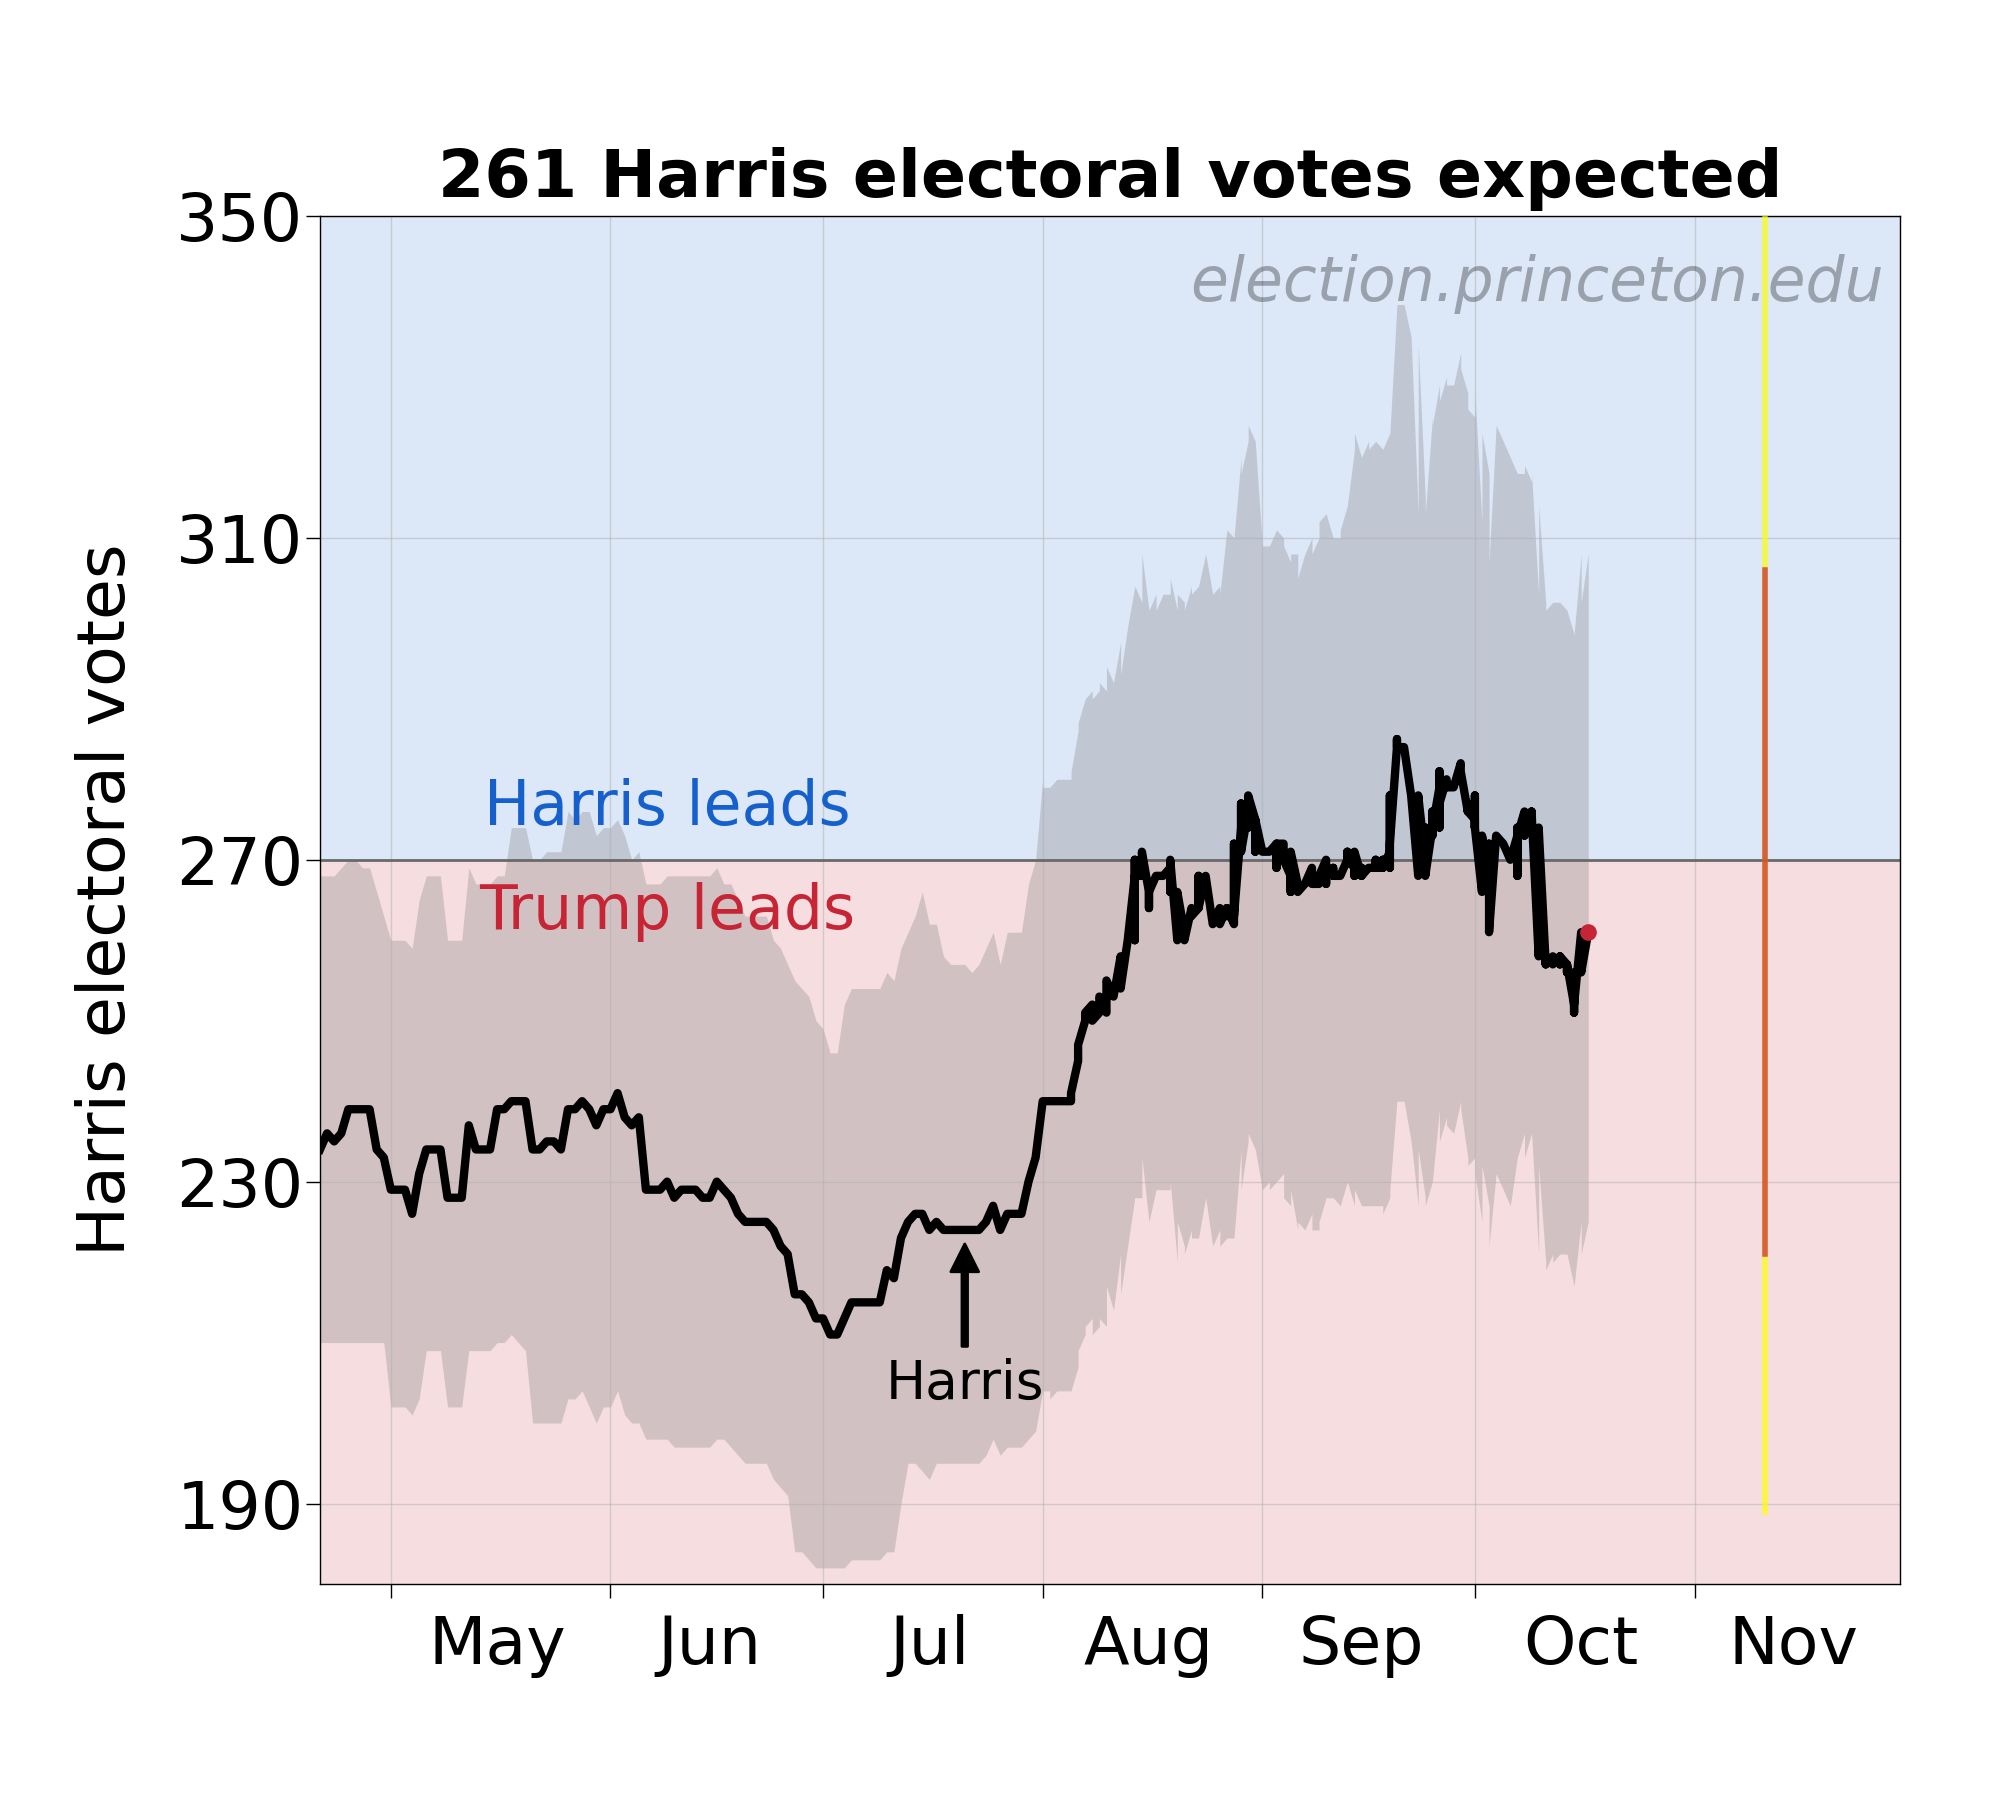 261 Harris electoral votes expected
election.princeton.edu
Harris electoral votes
350
310
270
230
190
Harris leads
Trump leads
Harris
May Jun Jul Aug Sep Oct Nov